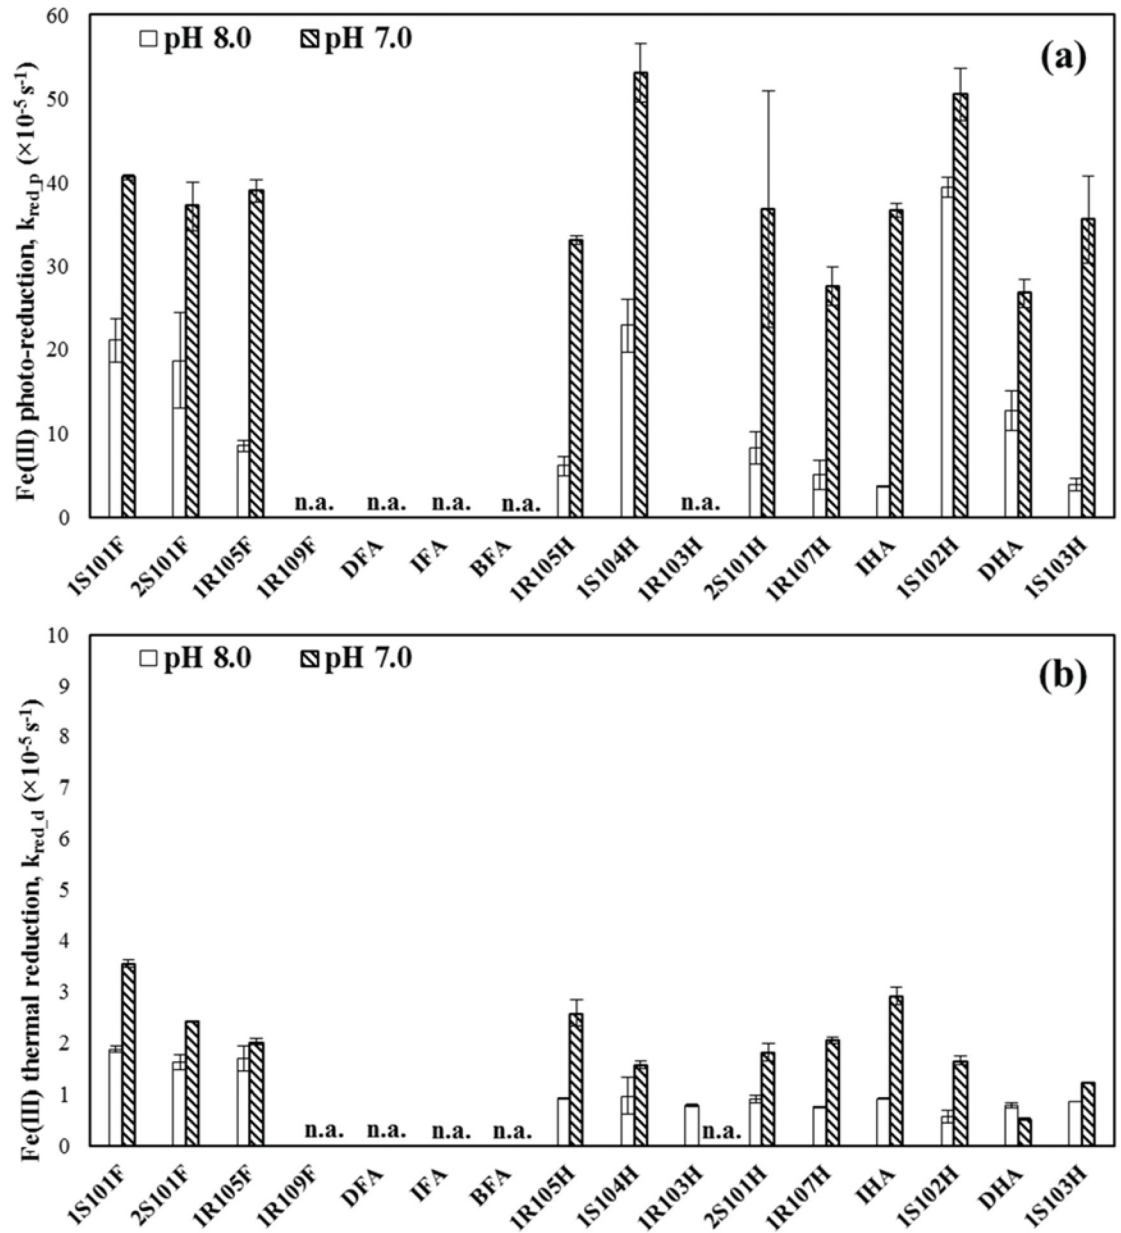 60
pH 8.0
pH 7.0
(a)
50
40
30
20
10
0
Fe(III) photo-reduction, kred_p (×10-5 s-1)
n.a.
n.a.
n.a.
n.a.
n.a.
1S101F
2S101F
1R105F
1R109F
DFA
IFA
BFA
1R105H
1S104H
1R103H
2S101H
1R107H
IHA
1S102H
DHA
1S103H
10
pH 8.0
pH 7.0
(b)
9
8
7
6
5
4
3
2
1
0
Fe(III) thermal reduction, kred_d (×10-5 s-1)
n.a.
n.a.
n.a.
n.a.
n.a.
1S101F
2S101F
1R105F
1R109F
DFA
IFA
BFA
1R105H
1S104H
1R103H
2S101H
1R107H
IHA
1S102H
DHA
1S103H